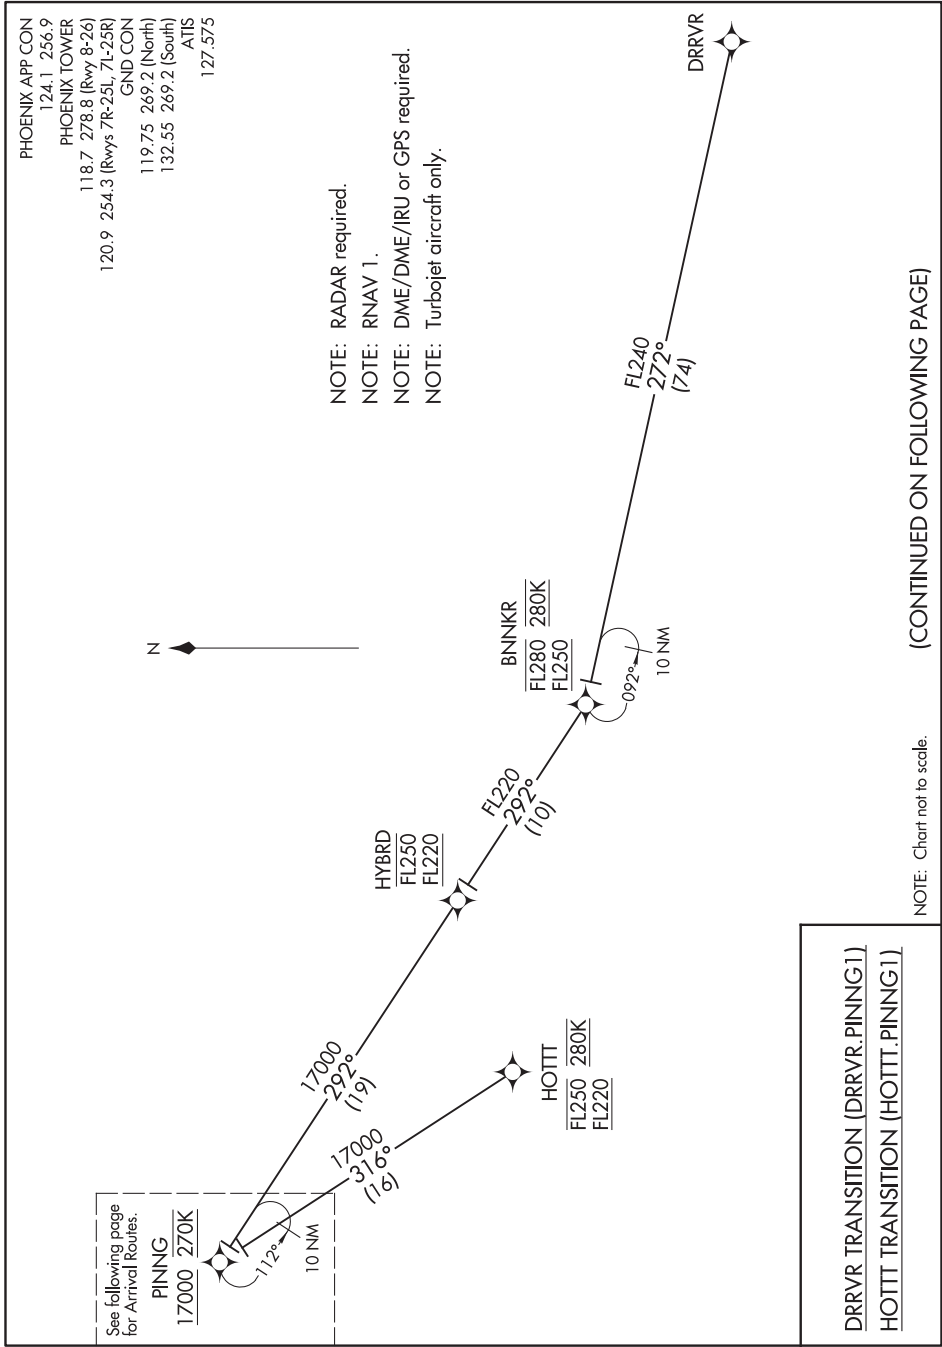 PHOENIX APP CON
124.1 256.9
PHOENIX TOWER
118.7 278.8 (Rwy 8-26)
120.9 254.3 (Rwys 7R-25L, 7L-25R)
GND CON
119.75 269.2 (North)
132.55 269.2 (South)
ATIS
127.575
See following page
for Arrival Routes.
PINNG
17000 270K
112°
10 NM
N
17000
292°
(19)
17000
316°
(16)
HYBRD
FL250
FL220
HOTTT
FL250 280K
FL220
FL220
292°
(10)
BNNKR
FL280 280K
FL250
092°
10 NM
NOTE: RADAR required.
NOTE: RNAV 1.
NOTE: DME/DME/IRU or GPS required.
NOTE: Turbojet aircraft only.
FL240
272°
(74)
DRRVR
DRRVR TRANSITION (DRRVR.PINNG1)
HOTTT TRANSITION (HOTTT.PINNG1)
NOTE: Chart not to scale.
(CONTINUED ON FOLLOWING PAGE)